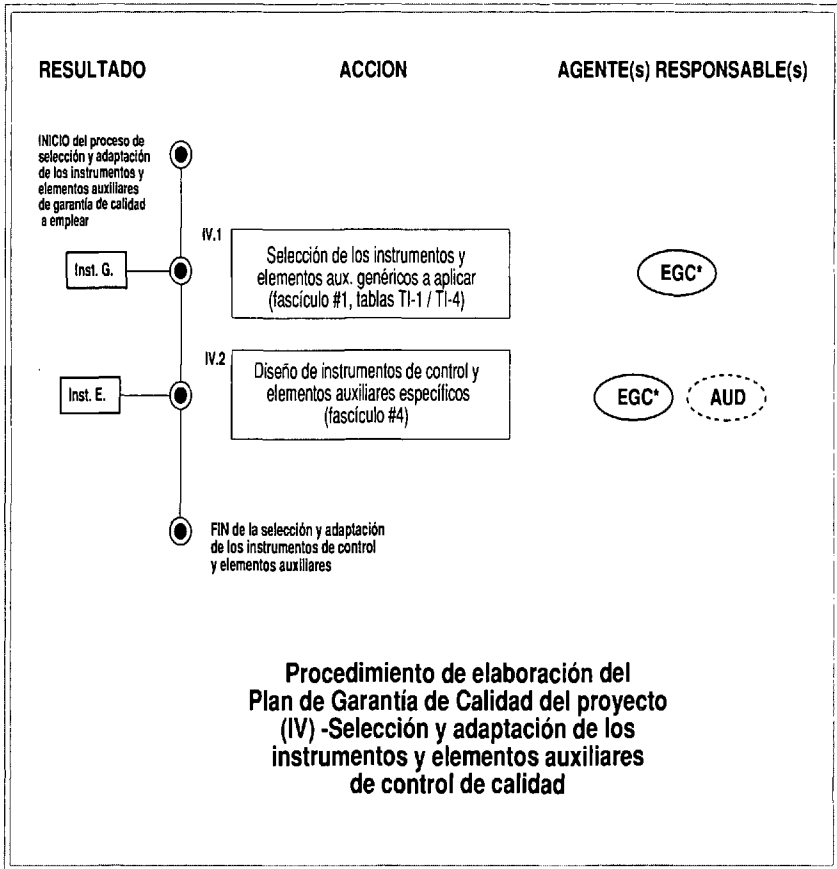 RESULTADO ACCION AGENTE(s) RESPONSABLE(s)
INICIO del proceso de
selección y adaptación
de los instrumentos y
elementos auxiliares
de garantía de calidad
a emplear
IV.1
Inst. G.
Selección de los instrumentos y
elementos aux. genéricos a aplicar
(fascículo #1, tablas TI-1 / TI-4)
EGC*
IV.2
Inst. E.
Diseño de instrumentos de control y
elementos auxiliares específicos
(fascículo #4)
EGC* AUD
FIN de la selección y adaptación
de los instrumentos de control
y elementos auxiliares
Procedimiento de elaboración del
Plan de Garantía de Calidad del proyecto
(IV) -Selección y adaptación de los
instrumentos y elementos auxiliares
de control de calidad